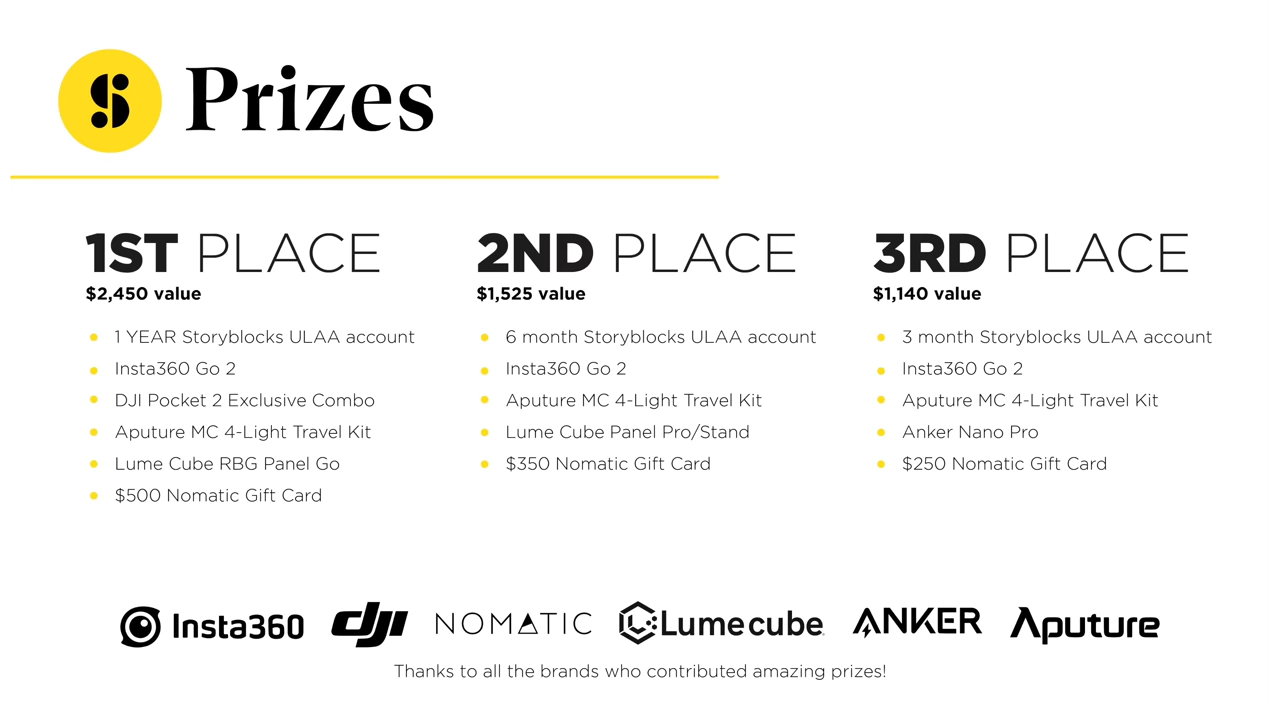 Prizes
1ST PLACE
$2,450 value
1 YEAR Storyblocks ULAA account
Insta360 Go 2
DJI Pocket 2 Exclusive Combo
Aputure MC 4-Light Travel Kit
Lume Cube RBG Panel Go
$500 Nomatic Gift Card
2ND PLACE
$1,525 value
6 month Storyblocks ULAA account
Insta360 Go 2
Aputure MC 4-Light Travel Kit
Lume Cube Panel Pro/Stand
$350 Nomatic Gift Card
3RD PLACE
$1,140 value
3 month Storyblocks ULAA account
Insta360 Go 2
Aputure MC 4-Light Travel Kit
Anker Nano Pro
$250 Nomatic Gift Card
Insta360 dji NOMATIC Lume cube ANKER Aputure
Thanks to all the brands who contributed amazing prizes!